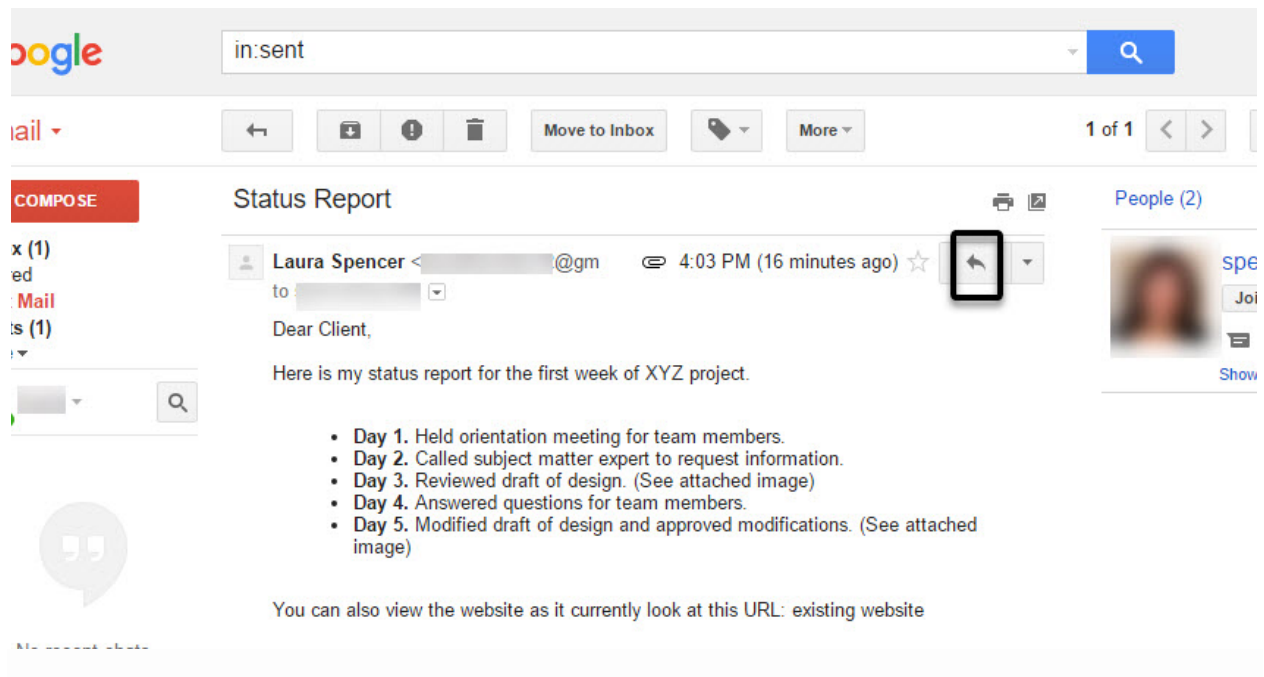 oogle
in:sent
ail
Move to Inbox
More
1 of 1
COMPOSE
Status Report
People (2)
x (1)
Laura Spencer <
@gm
4:03 PM (16 minutes ago)
spe
red
to
Joi
Mail
ts (1)
Dear Client,
Here is my status report for the first week of XYZ project.
Show
• Day 1. Held orientation meeting for team members.
• Day 2. Called subject matter expert to request information.
• Day 3. Reviewed draft of design. (See attached image)
• Day 4. Answered questions for team members.
• Day 5. Modified draft of design and approved modifications. (See attached
image)
You can also view the website as it currently look at this URL: existing website
No recent chats